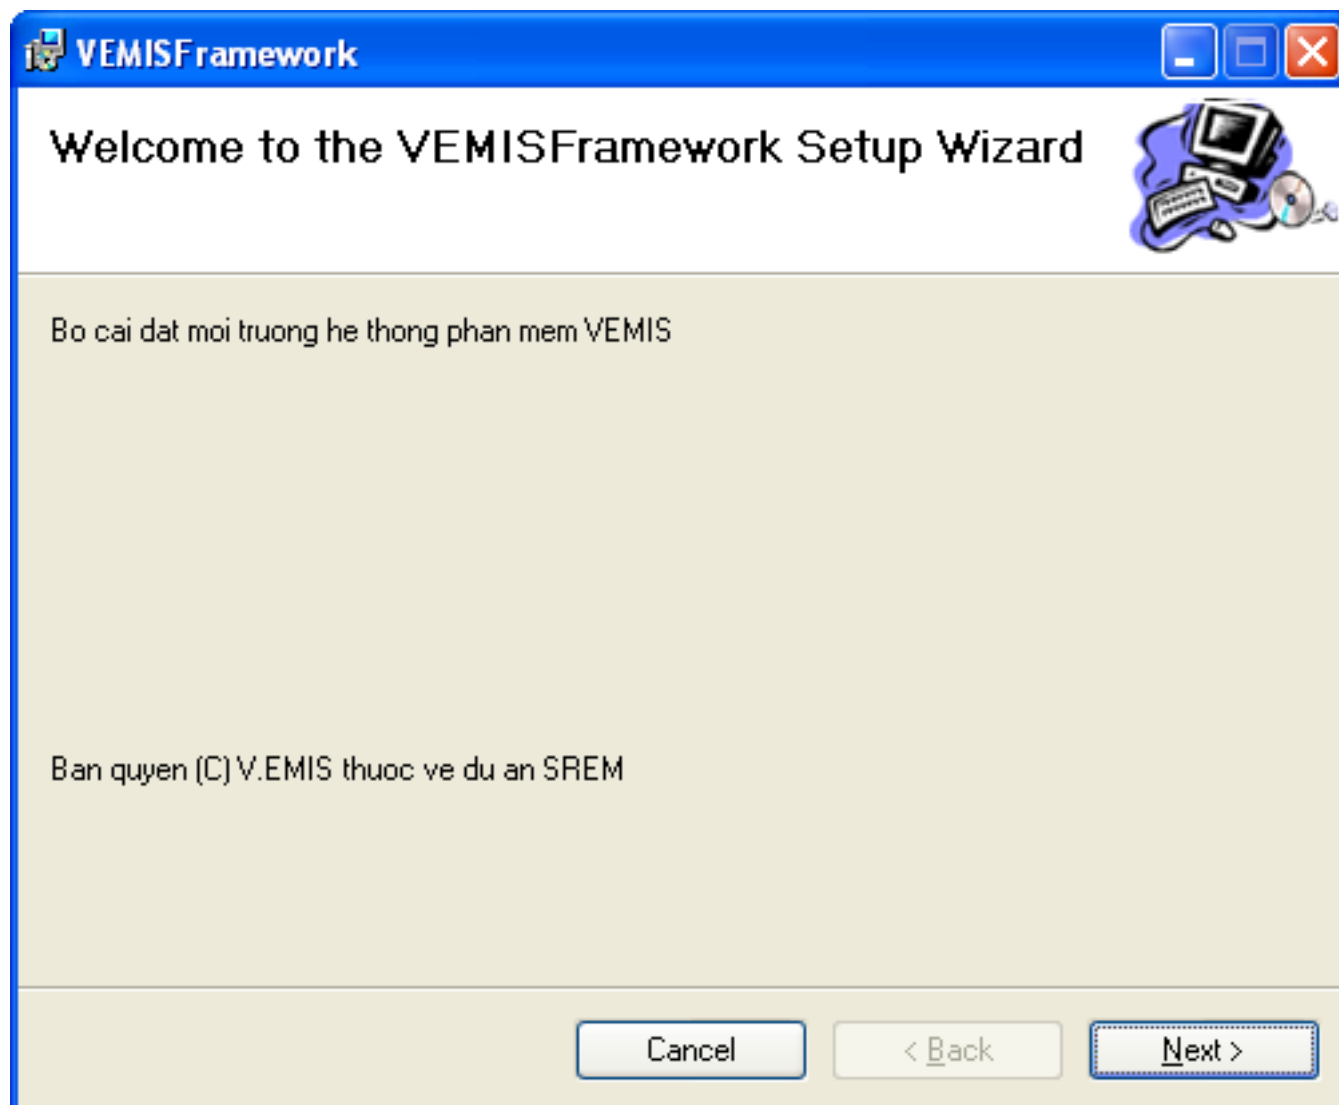 VEMISFramework
Welcome to the VEMISFramework Setup Wizard
Bo cai dat moi truong he thong phan mem VEMIS
Ban quyen (C) V.EMIS thuoc ve du an SREM
Cancel
< Back
Next >